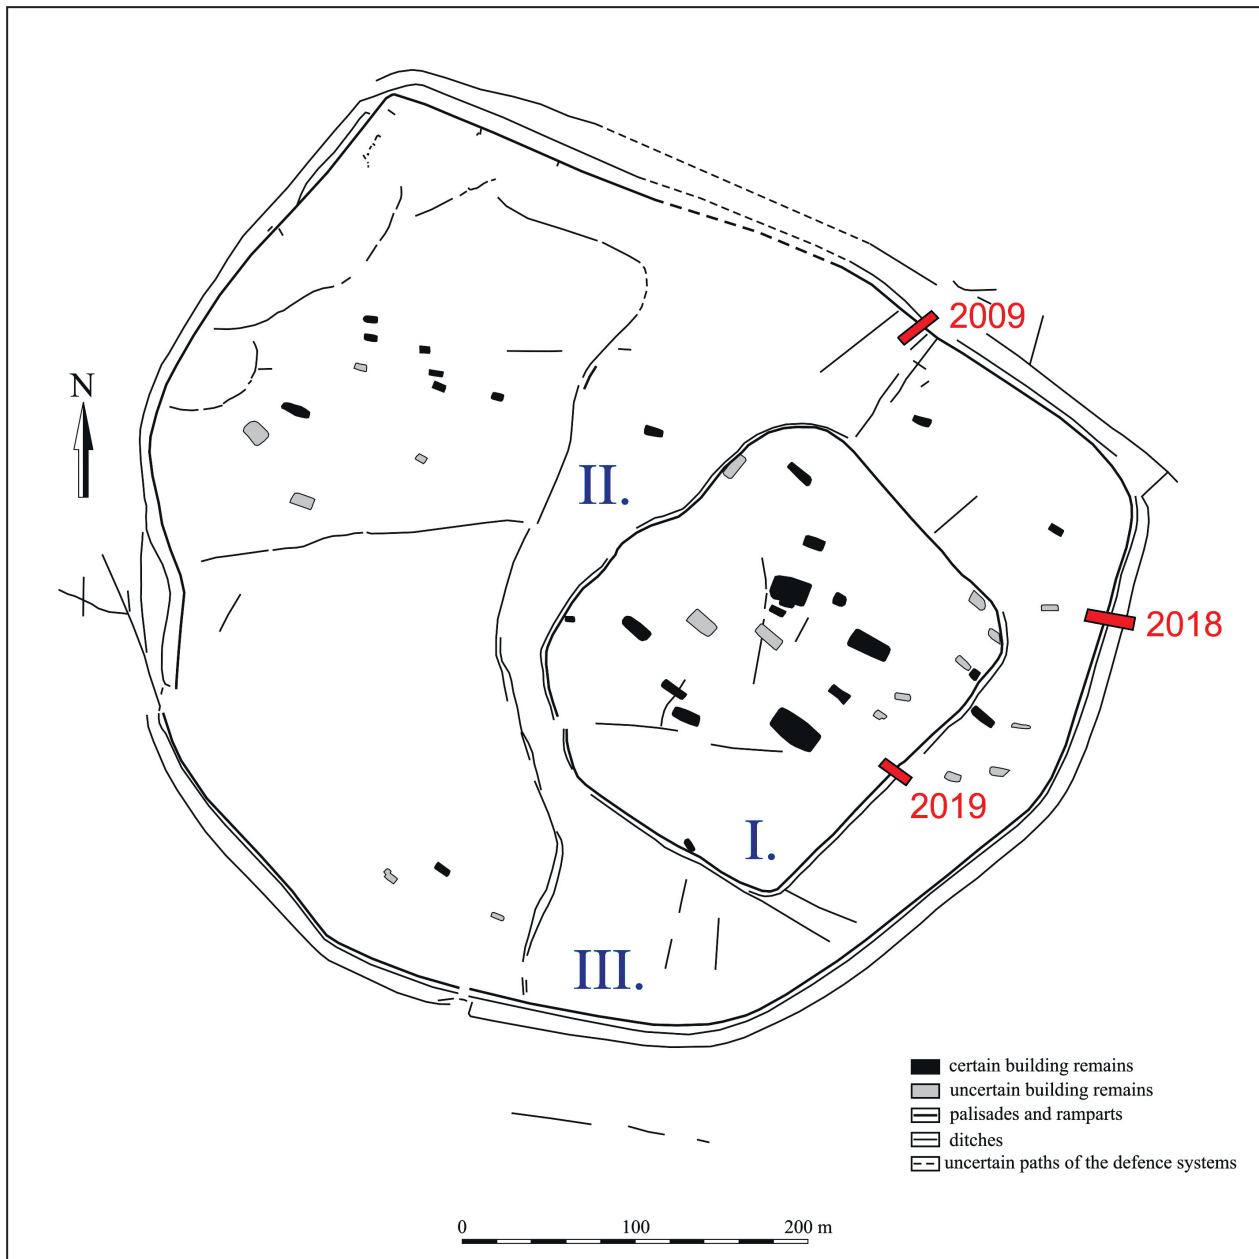 2009
N
II.
2018
2019
I.
III.
certain building remains
uncertain building remains
palisades and ramparts
ditches
uncertain paths of the defence systems
0 100 200 m